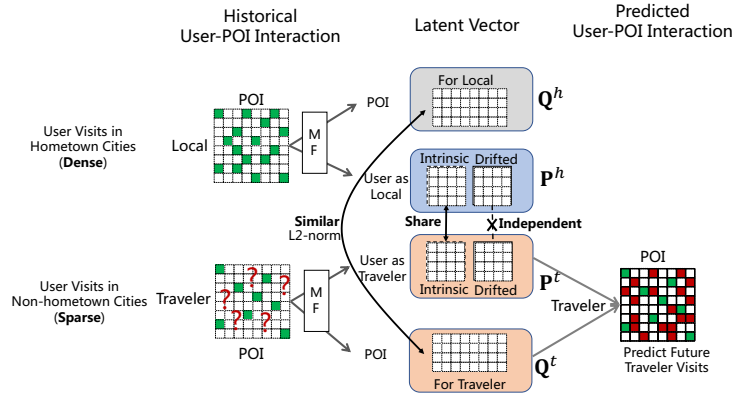 Historical
User-POI Interaction
Latent Vector
Predicted
User-POI Interaction
POI
User Visits in
Hometown Cities
(Dense)
Local
M
F
POI
For Local
Q^h
Intrinsic Drifted
User as
Local
P^h
Similar
L2-norm
Share
Independent
User as
Traveler
Intrinsic Drifted
P^t
User Visits in
Non-hometown Cities
(Sparse)
Traveler
? ? ? ? ?
POI
M
F
POI
For Traveler
Q^t
POI
Traveler
Predict Future
Traveler Visits